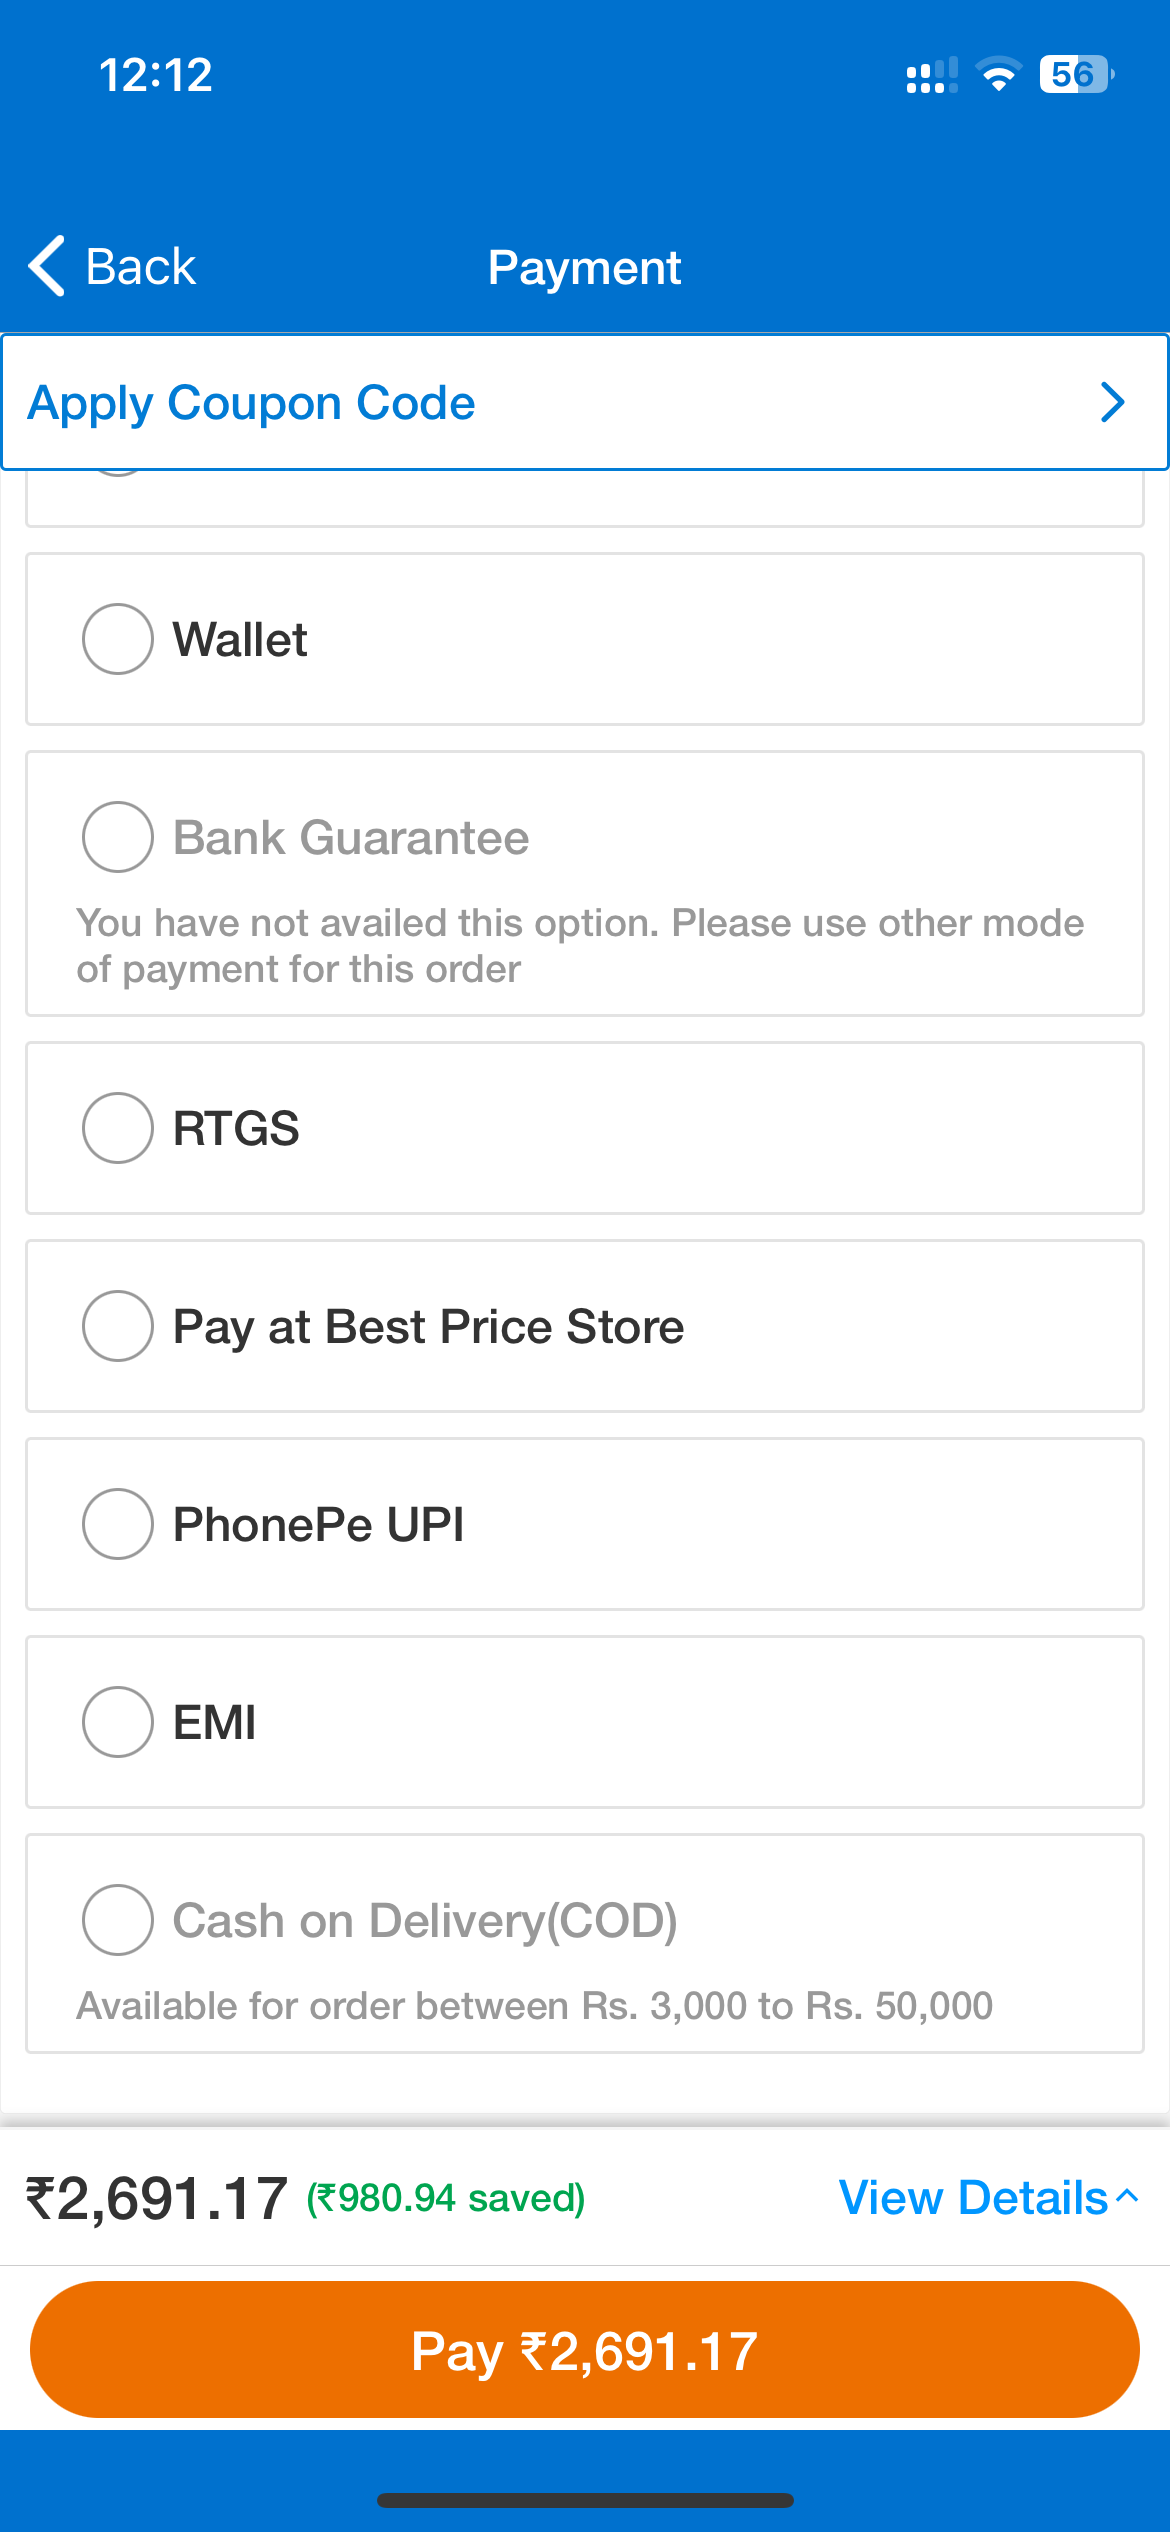 12:12
56
Back
Payment
Apply Coupon Code
Wallet
Bank Guarantee
You have not availed this option. Please use other mode
of payment for this order
RTGS
Pay at Best Price Store
PhonePe UPI
EMI
Cash on Delivery(COD)
Available for order between Rs. 3,000 to Rs. 50,000
₹2,691.17 (₹980.94 saved)
View Details
Pay ₹2,691.17